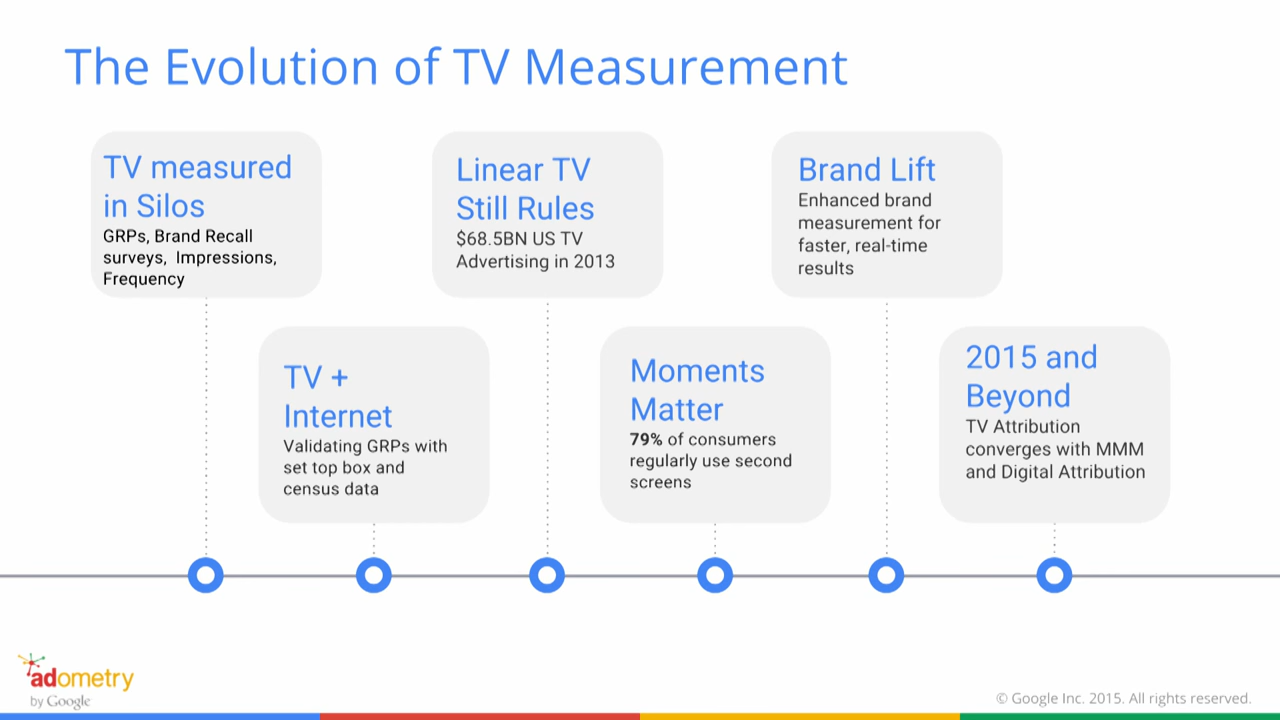 The Evolution of TV Measurement
TV measured
in Silos
GRPs, Brand Recall
surveys, Impressions,
Frequency
TV +
Internet
Validating GRPs with
set top box and
census data
Linear TV
Still Rules
$68.5BN US TV
Advertising in 2013
Moments
Matter
79% of consumers
regularly use second
screens
Brand Lift
Enhanced brand
measurement for
faster, real-time
results
2015 and
Beyond
TV Attribution
converges with MMM
and Digital Attribution
adometry
by Google
© Google Inc. 2015. All rights reserved.